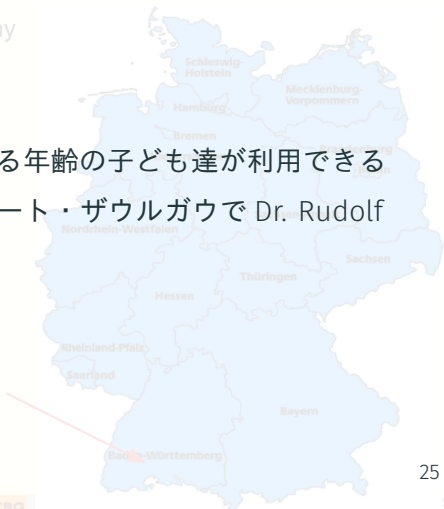 Schleswig-
Holstein
Mecklenburg-
Vorpommern
Hamburg
Bremen
る年齢の子ども達が利用できる
ート・ザウルガウで Dr. Rudolf
Nordrhein-Westfalen
Sachsen
Thüringen
Hessen
Rheinland-Pfalz
Saarland
Bayern
Baden-Württemberg
25